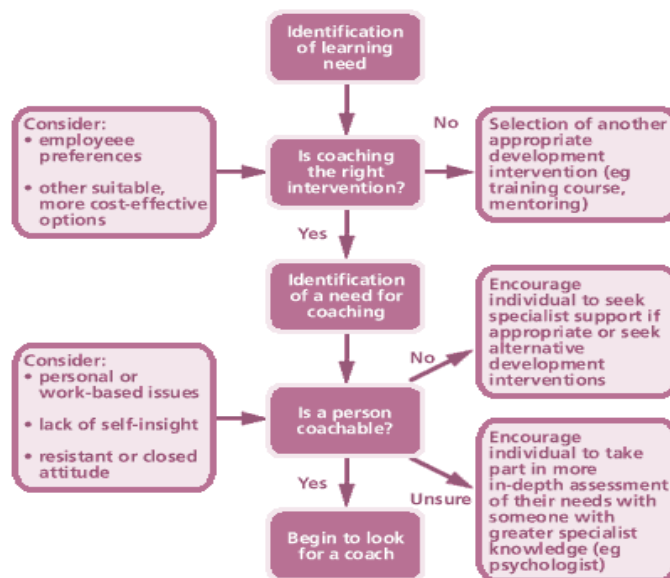 Identification
of learning
need
Consider:
• employeee
preferences
• other suitable,
more cost-effective
options
Is coaching
the right
intervention?
No
Selection of another
appropriate
development
intervention (eg
training course,
mentoring)
Yes
Identification
of a need for
coaching
Encourage
individual to seek
specialist support if
appropriate or seek
alternative
development
interventions
No
Consider:
• personal or
work-based issues
• lack of self-insight
• resistant or closed
attitude
Is a person
coachable?
Encourage
individual to take
part in more
in-depth assessment
of their needs with
someone with
greater specialist
knowledge (eg
psychologist)
Yes
Unsure
Begin to look
for a coach